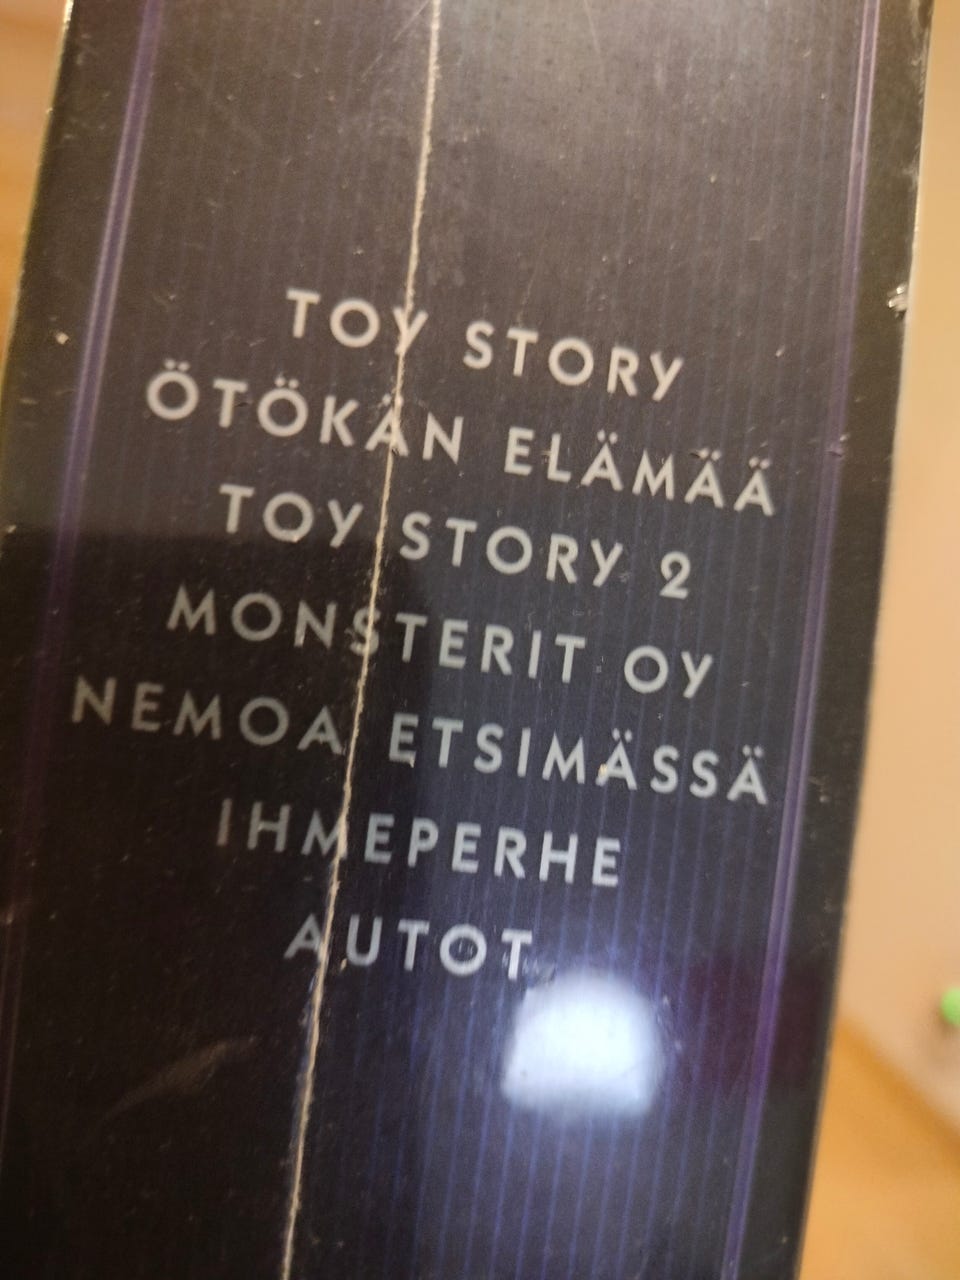 TOY STORY
ÖTÖKÄN ELÄMÄÄ
TOY STORY 2
MONSTERIT OY
NEMOA ETSIMÄSSÄ
IHMEPERHE
AUTOT